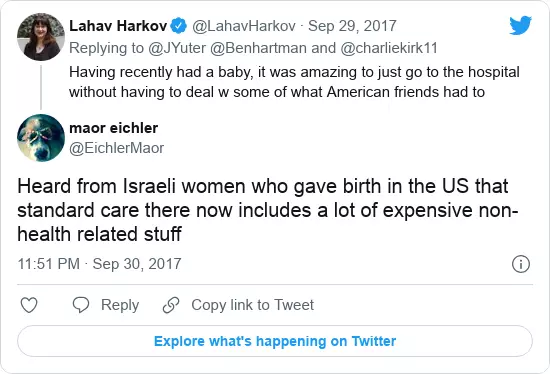 Lahav Harkov @LahavHarkov · Sep 29, 2017
Replying to @JYuter @Benhartman and @charliekirk11
Having recently had a baby, it was amazing to just go to the hospital
without having to deal w some of what American friends had to
maor eichler
@EichlerMaor
Heard from Israeli women who gave birth in the US that
standard care there now includes a lot of expensive non-
health related stuff
11:51 PM · Sep 30, 2017
Reply Copy link to Tweet
Explore what's happening on Twitter